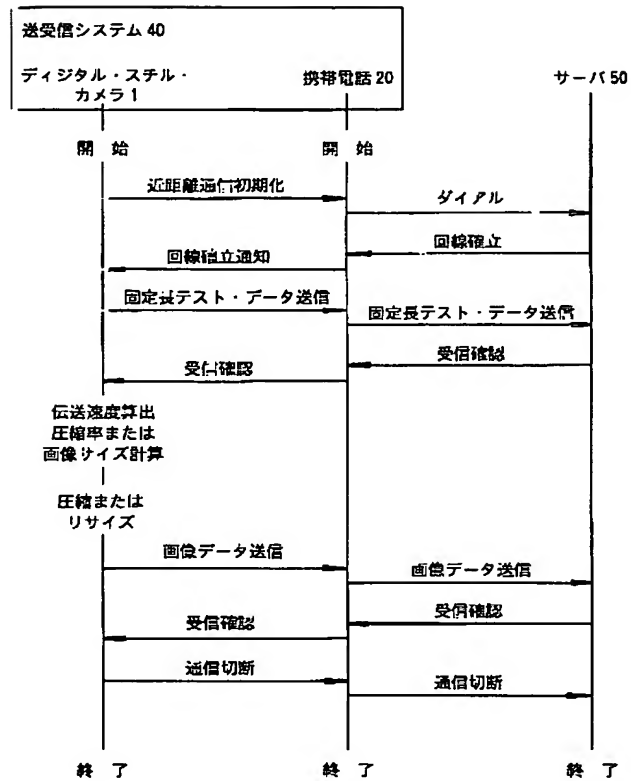 送受信システム 40
ディジタル・スチル・
カメラ 1
携帯電話 20
サーバ 50
開 始
開 始
近距離通信初期化
ダイアル
回線確立
回線確立通知
固定長テスト・データ送信
固定長テスト・データ送信
受信確認
受信確認
伝送速度算出
圧縮率または
画像サイズ計算
圧縮または
リサイズ
画像データ送信
画像データ送信
受信確認
受信確認
通信切断
通信切断
終 了
終 了
終 了